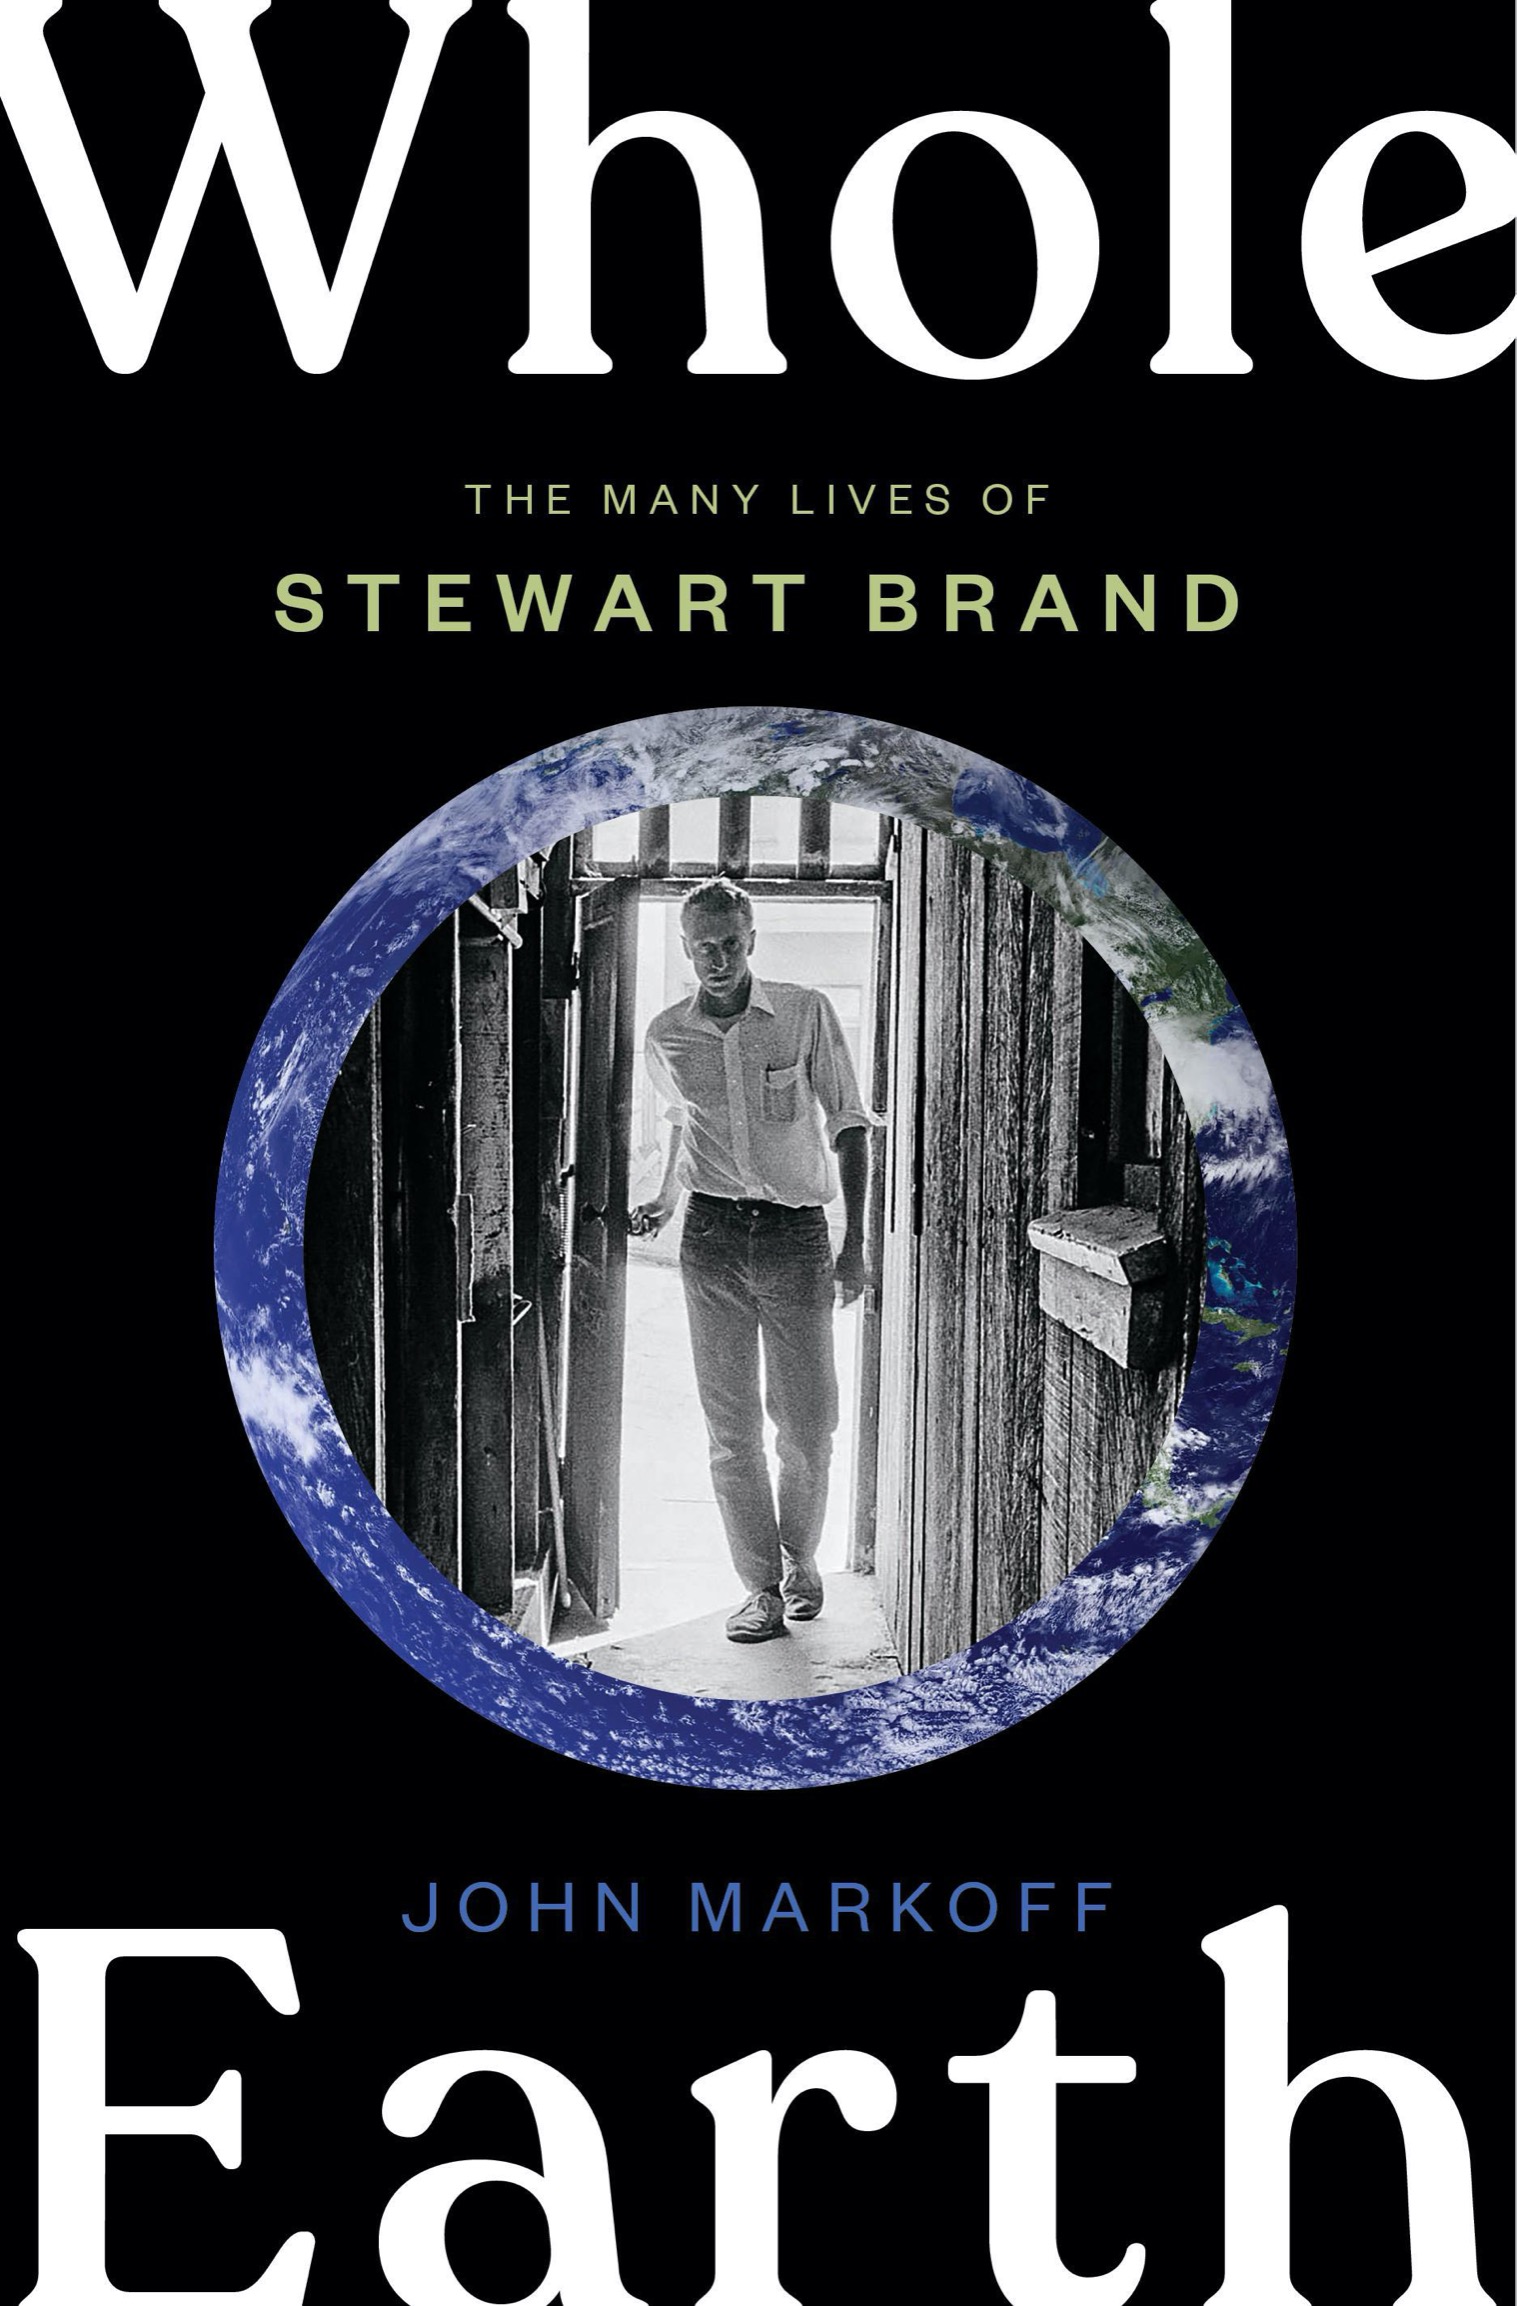 Whole
THE MANY LIVES OF
STEWART BRAND
JOHN MARKOFF
Earth